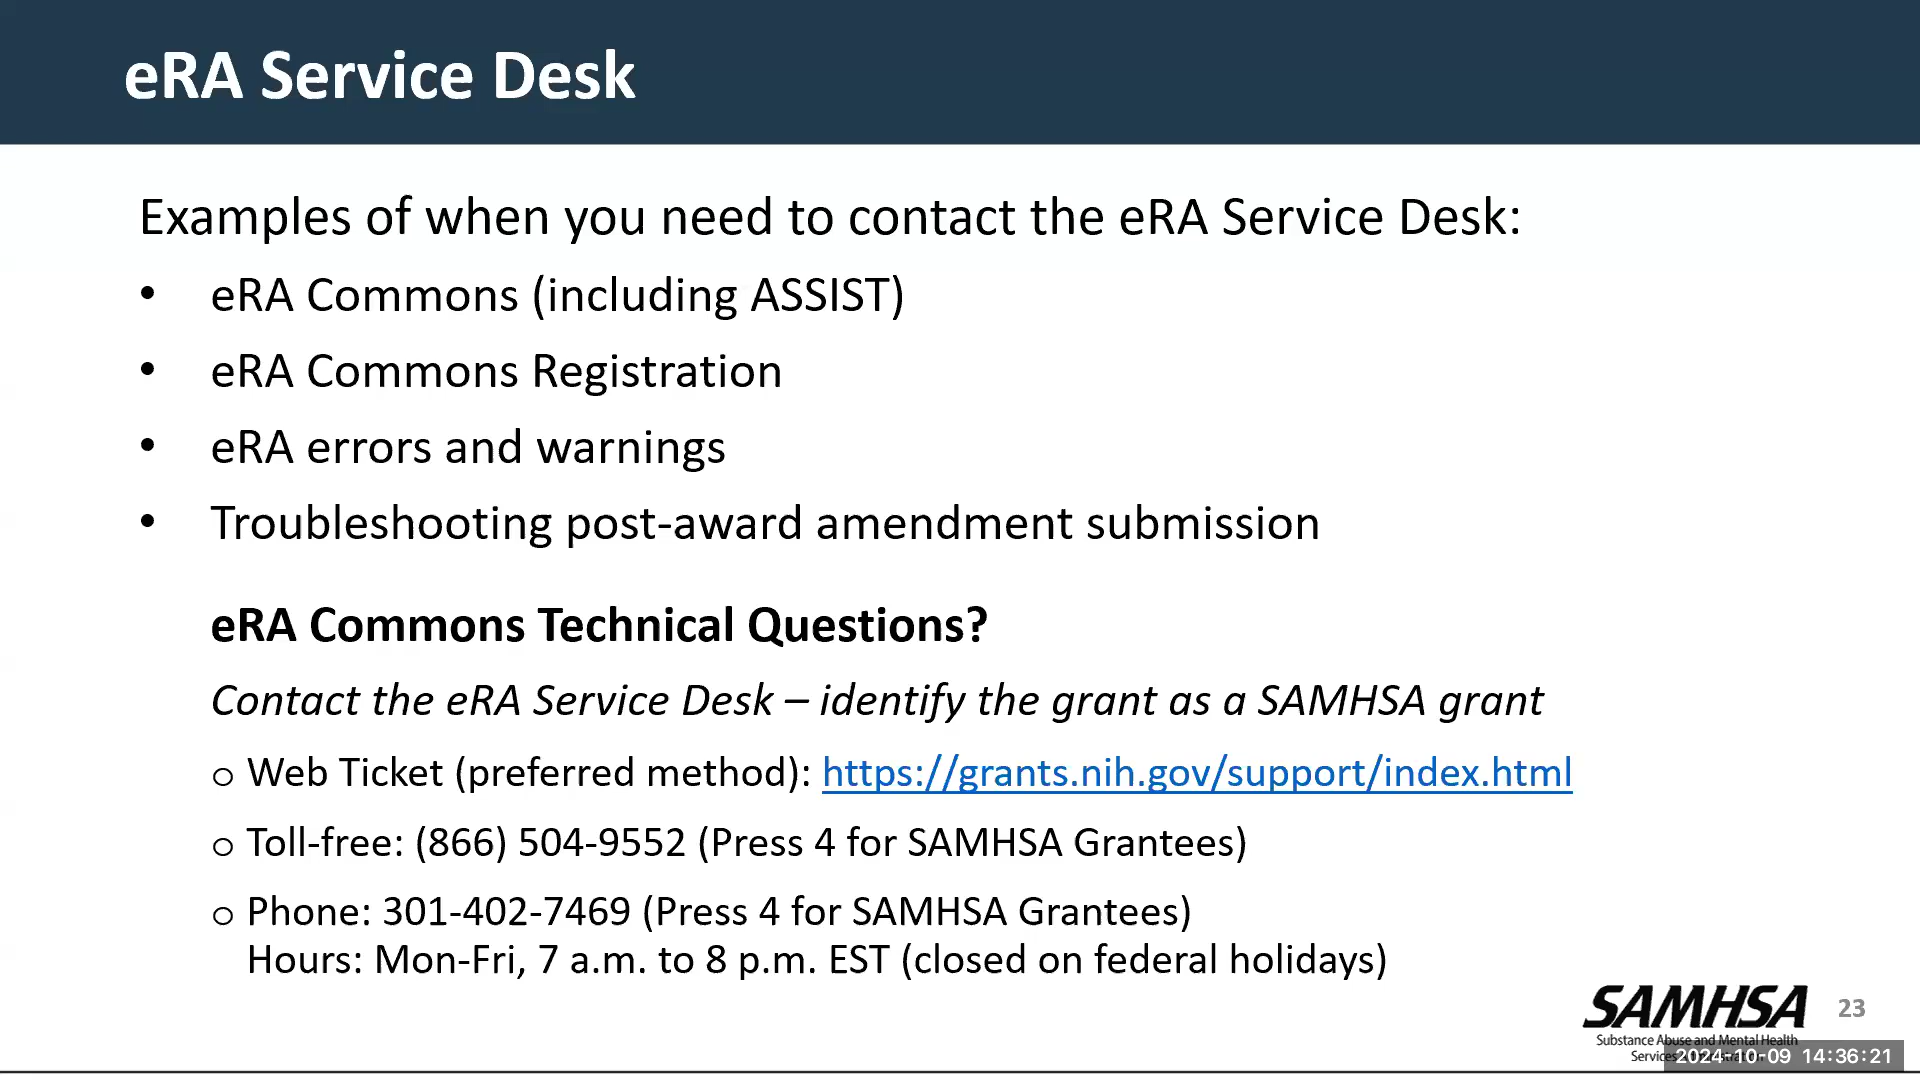 eRA Service Desk
Examples of when you need to contact the eRA Service Desk:
• eRA Commons (including ASSIST)
• eRA Commons Registration
• eRA errors and warnings
• Troubleshooting post-award amendment submission
eRA Commons Technical Questions?
Contact the eRA Service Desk – identify the grant as a SAMHSA grant
o Web Ticket (preferred method): https://grants.nih.gov/support/index.html
o Toll-free: (866) 504-9552 (Press 4 for SAMHSA Grantees)
o Phone: 301-402-7469 (Press 4 for SAMHSA Grantees)
Hours: Mon-Fri, 7 a.m. to 8 p.m. EST (closed on federal holidays)
SAMHSA
Substance Abuse and Mental Health
23
2024-10-09 14:36:21